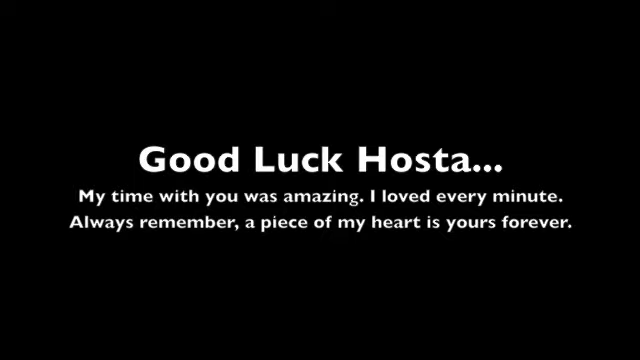 Good Luck Hosta...
My time with you was amazing. I loved every minute.
Always remember, a piece of my heart is yours forever.